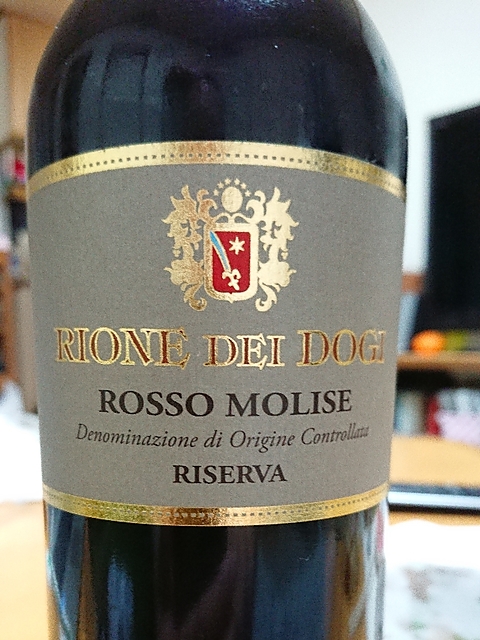 RIONE DEI DOGI
ROSSO MOLISE
Denominazione di Origine Controllata
RISERVA